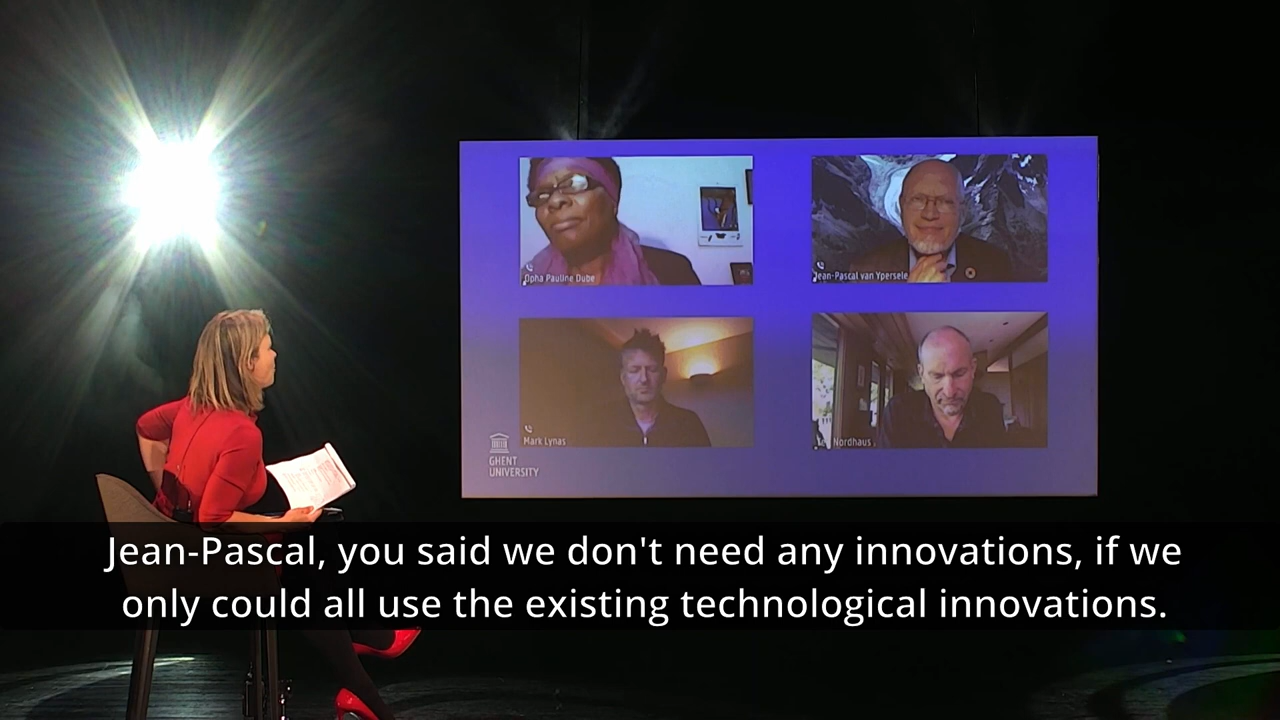 Opha Pauline Dube
Jean-Pascal van Ypersele
Mark Lynas
Nordhaus
GHENT
UNIVERSITY
Jean-Pascal, you said we don't need any innovations, if we
only could all use the existing technological innovations.